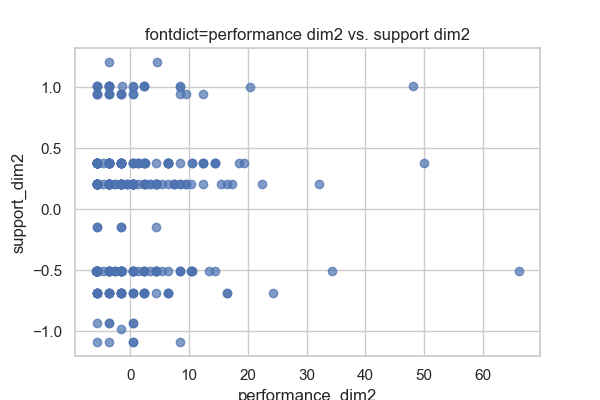 fontdict=performance dim2 vs. support dim2
1.0
0.5
0.0
−0.5
−1.0
support_dim2
0 10 20 30 40 50 60
performance_dim2